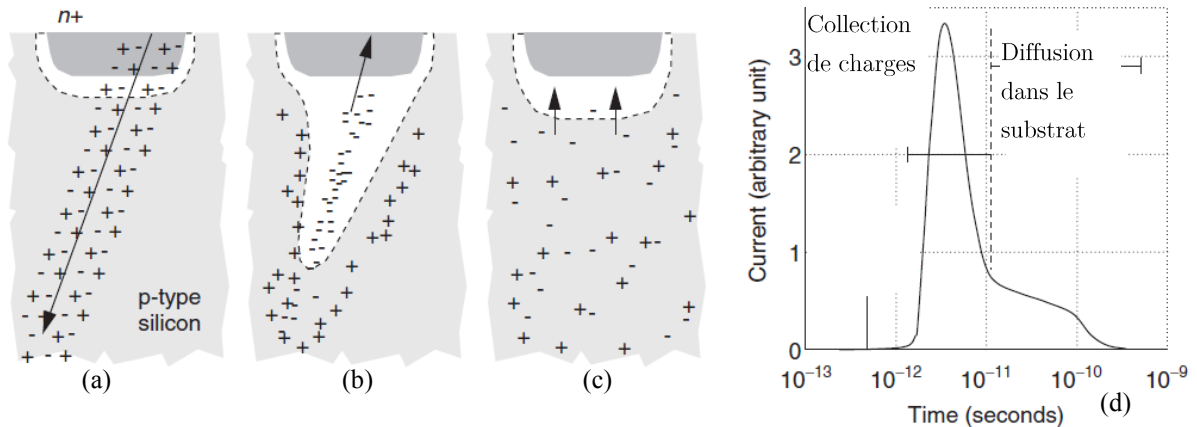 n+
p-type
silicon
(a)
(b)
(c)
Collection
de charges
Diffusion
dans le
substrat
Current (arbitrary unit)
3
2
1
0
10⁻¹³
10⁻¹²
10⁻¹¹
10⁻¹⁰
10⁻⁹
Time (seconds)
(d)